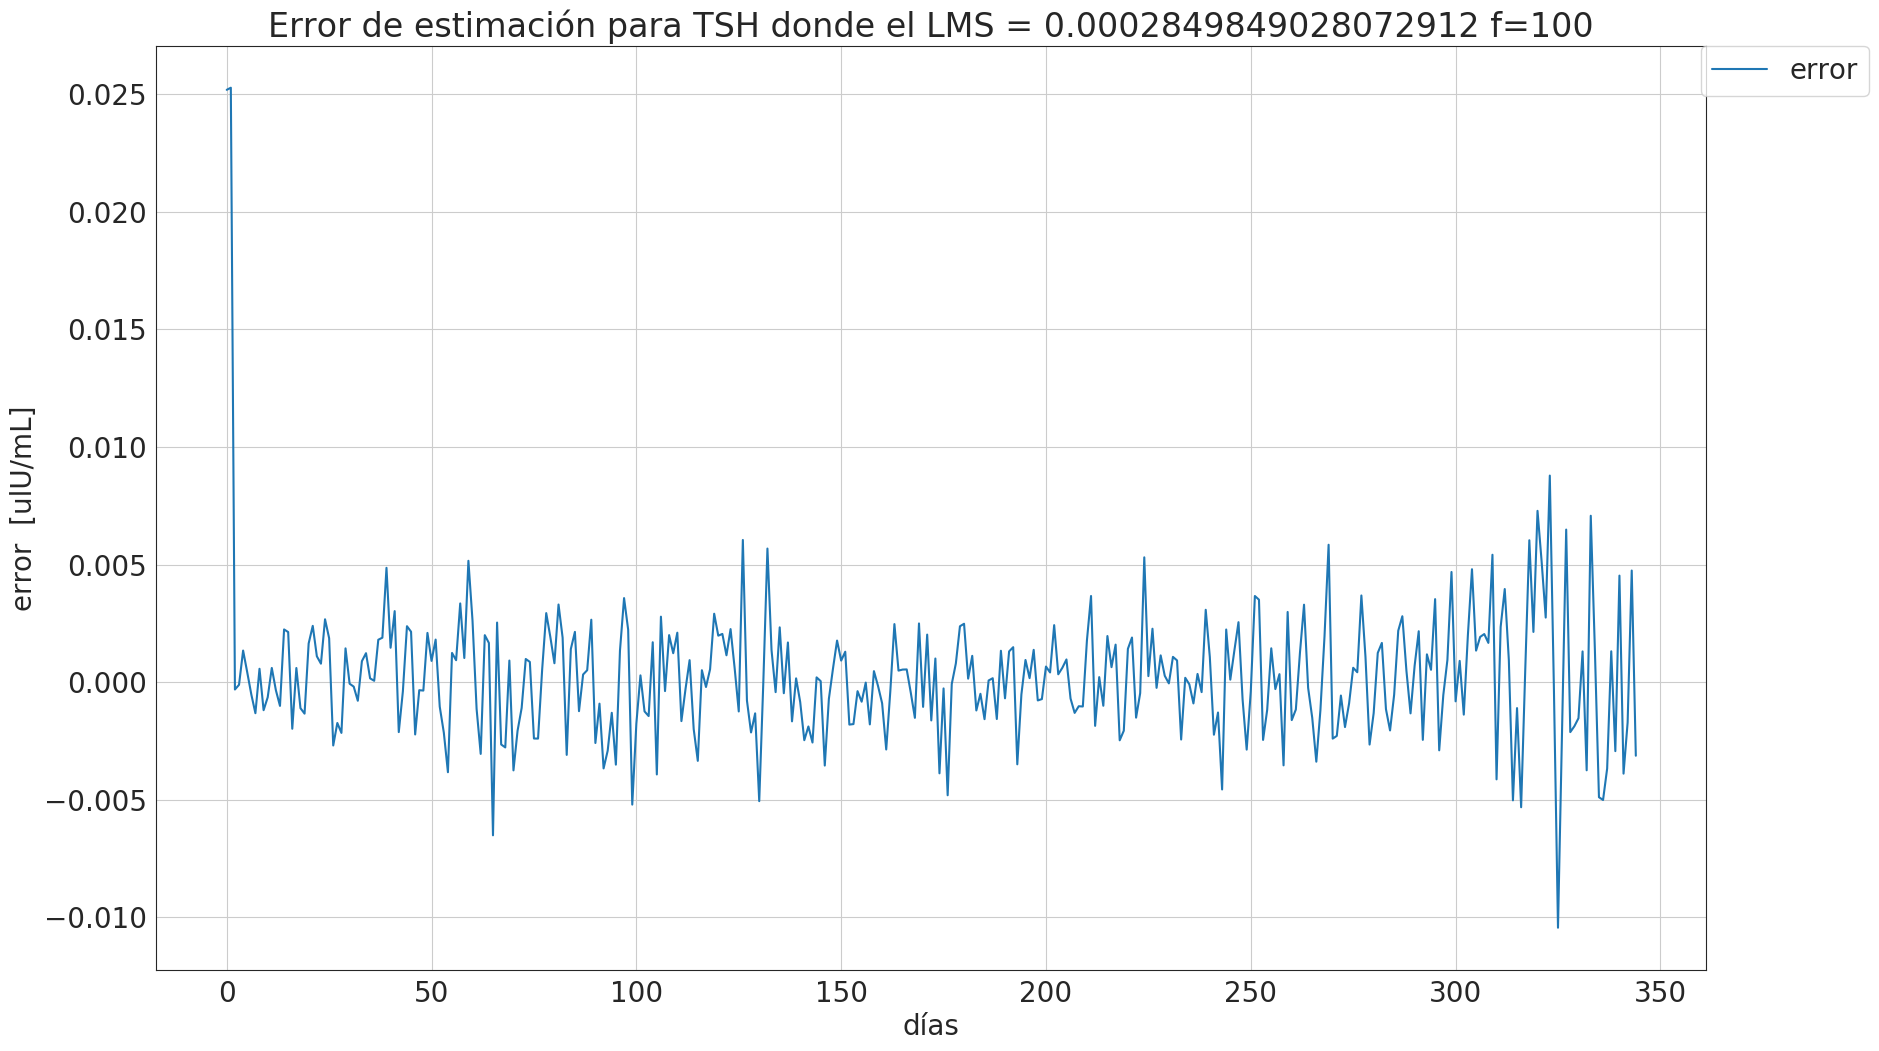 Error de estimación para TSH donde el LMS = 0.0002849849028072912 f=100
error
0.025
0.020
0.015
0.010
0.005
0.000
−0.005
−0.010
error [uIU/mL]
0 50 100 150 200 250 300 350
días